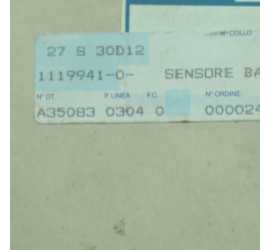 N° COLLO
27 S 30D12
1119941-0- SENSORE BA
N° DT. P. LINEA F.C. N° ORDINE
A35083 0304 0 000024